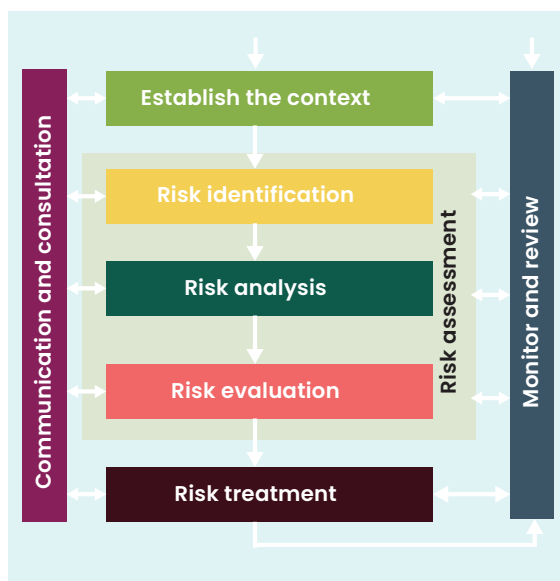 Communication and consultation
Establish the context
Risk identification
Risk analysis
Risk evaluation
Risk treatment
Risk assessment
Monitor and review